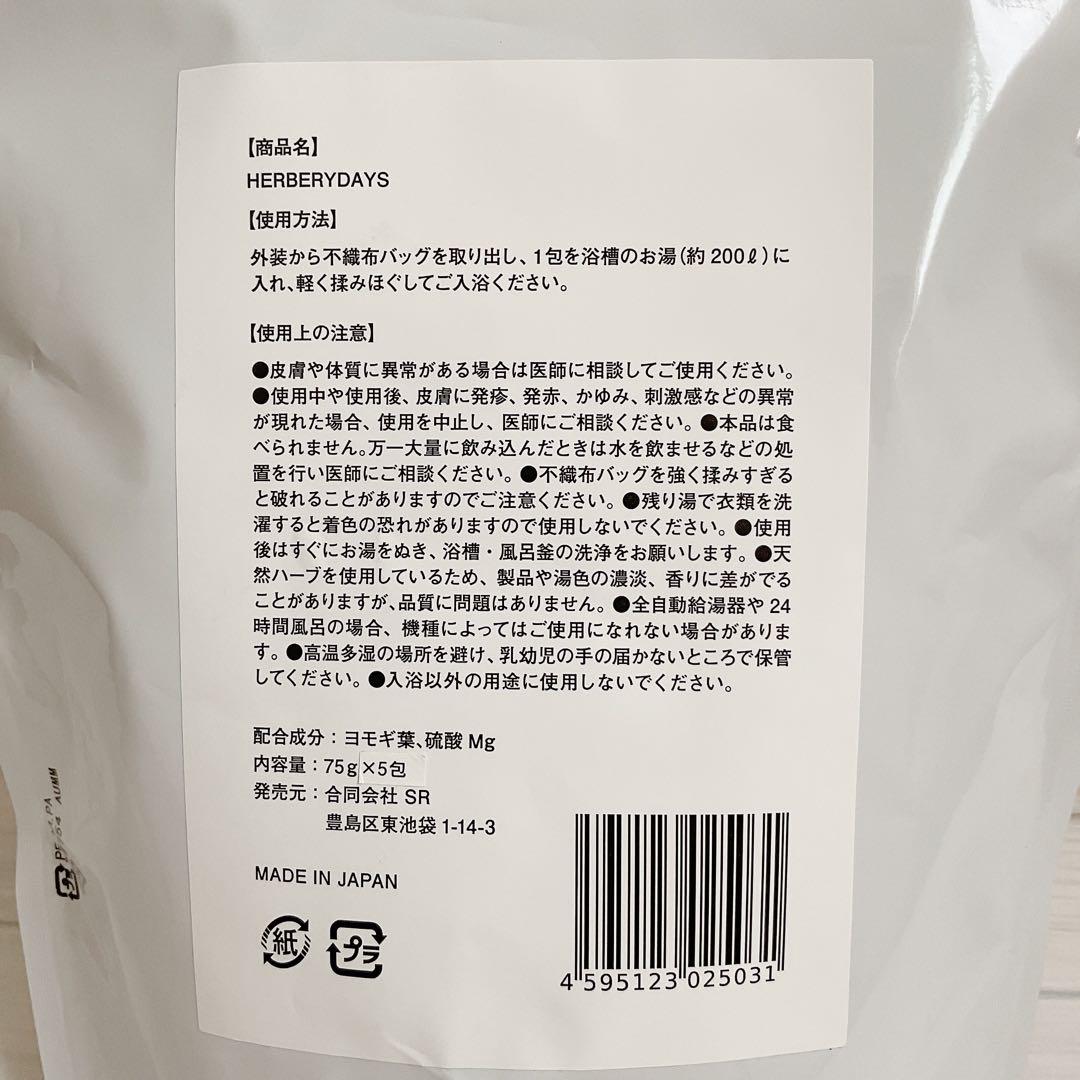 【商品名】
HERBERYDAYS
【使用方法】
外装から不織布バッグを取り出し、1包を浴槽のお湯(約 200ℓ)に
入れ、軽く揉みほぐしてご入浴ください。
【使用上の注意】
●皮膚や体質に異常がある場合は医師に相談してご使用ください。
●使用中や使用後、皮膚に発疹、発赤、かゆみ、刺激感などの異常
が現れた場合、使用を中止し、医師にご相談ください。●本品は食
べられません。万一大量に飲み込んだときは水を飲ませるなどの処
置を行い医師にご相談ください。●不織布バッグを強く揉みすぎる
と破れることがありますのでご注意ください。●残り湯で衣類を洗
濯すると着色の恐れがありますので使用しないでください。●使用
後はすぐにお湯をぬき、浴槽・風呂釜の洗浄をお願いします。●天
然ハーブを使用しているため、製品や湯色の濃淡、香りに差がでる
ことがありますが、品質に問題はありません。●全自動給湯器や 24
時間風呂の場合、機種によってはご使用になれない場合がありま
す。●高温多湿の場所を避け、乳幼児の手の届かないところで保管
してください。●入浴以外の用途に使用しないでください。
配合成分：ヨモギ葉、硫酸 Mg
内容量：75g×5包
発売元：合同会社 SR
豊島区東池袋 1-14-3
MADE IN JAPAN
紙
プラ
4 595123 025031
プラ
AUMM